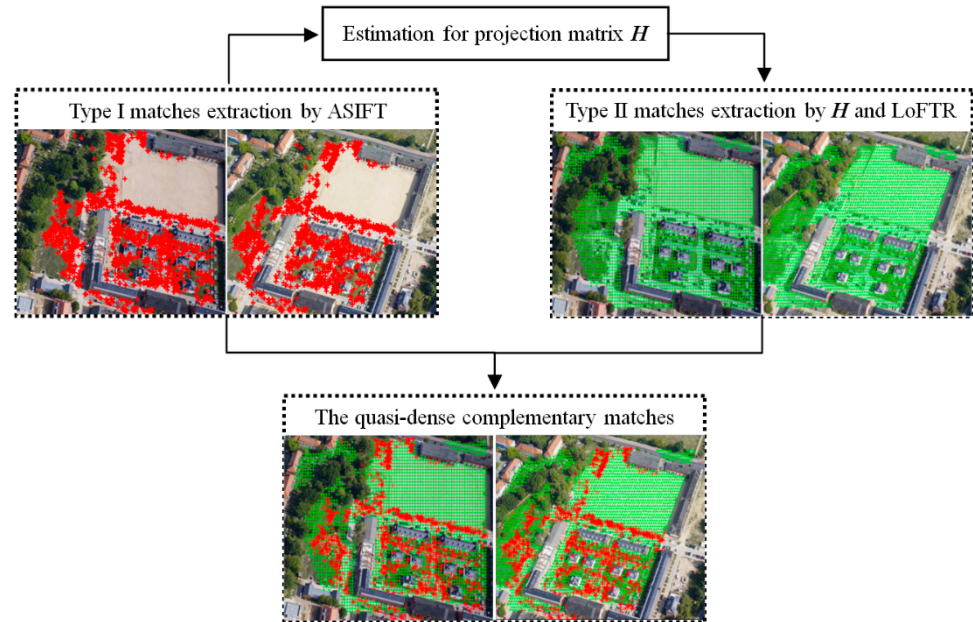 Estimation for projection matrix H
Type I matches extraction by ASIFT
Type II matches extraction by H and LoFTR
The quasi-dense complementary matches